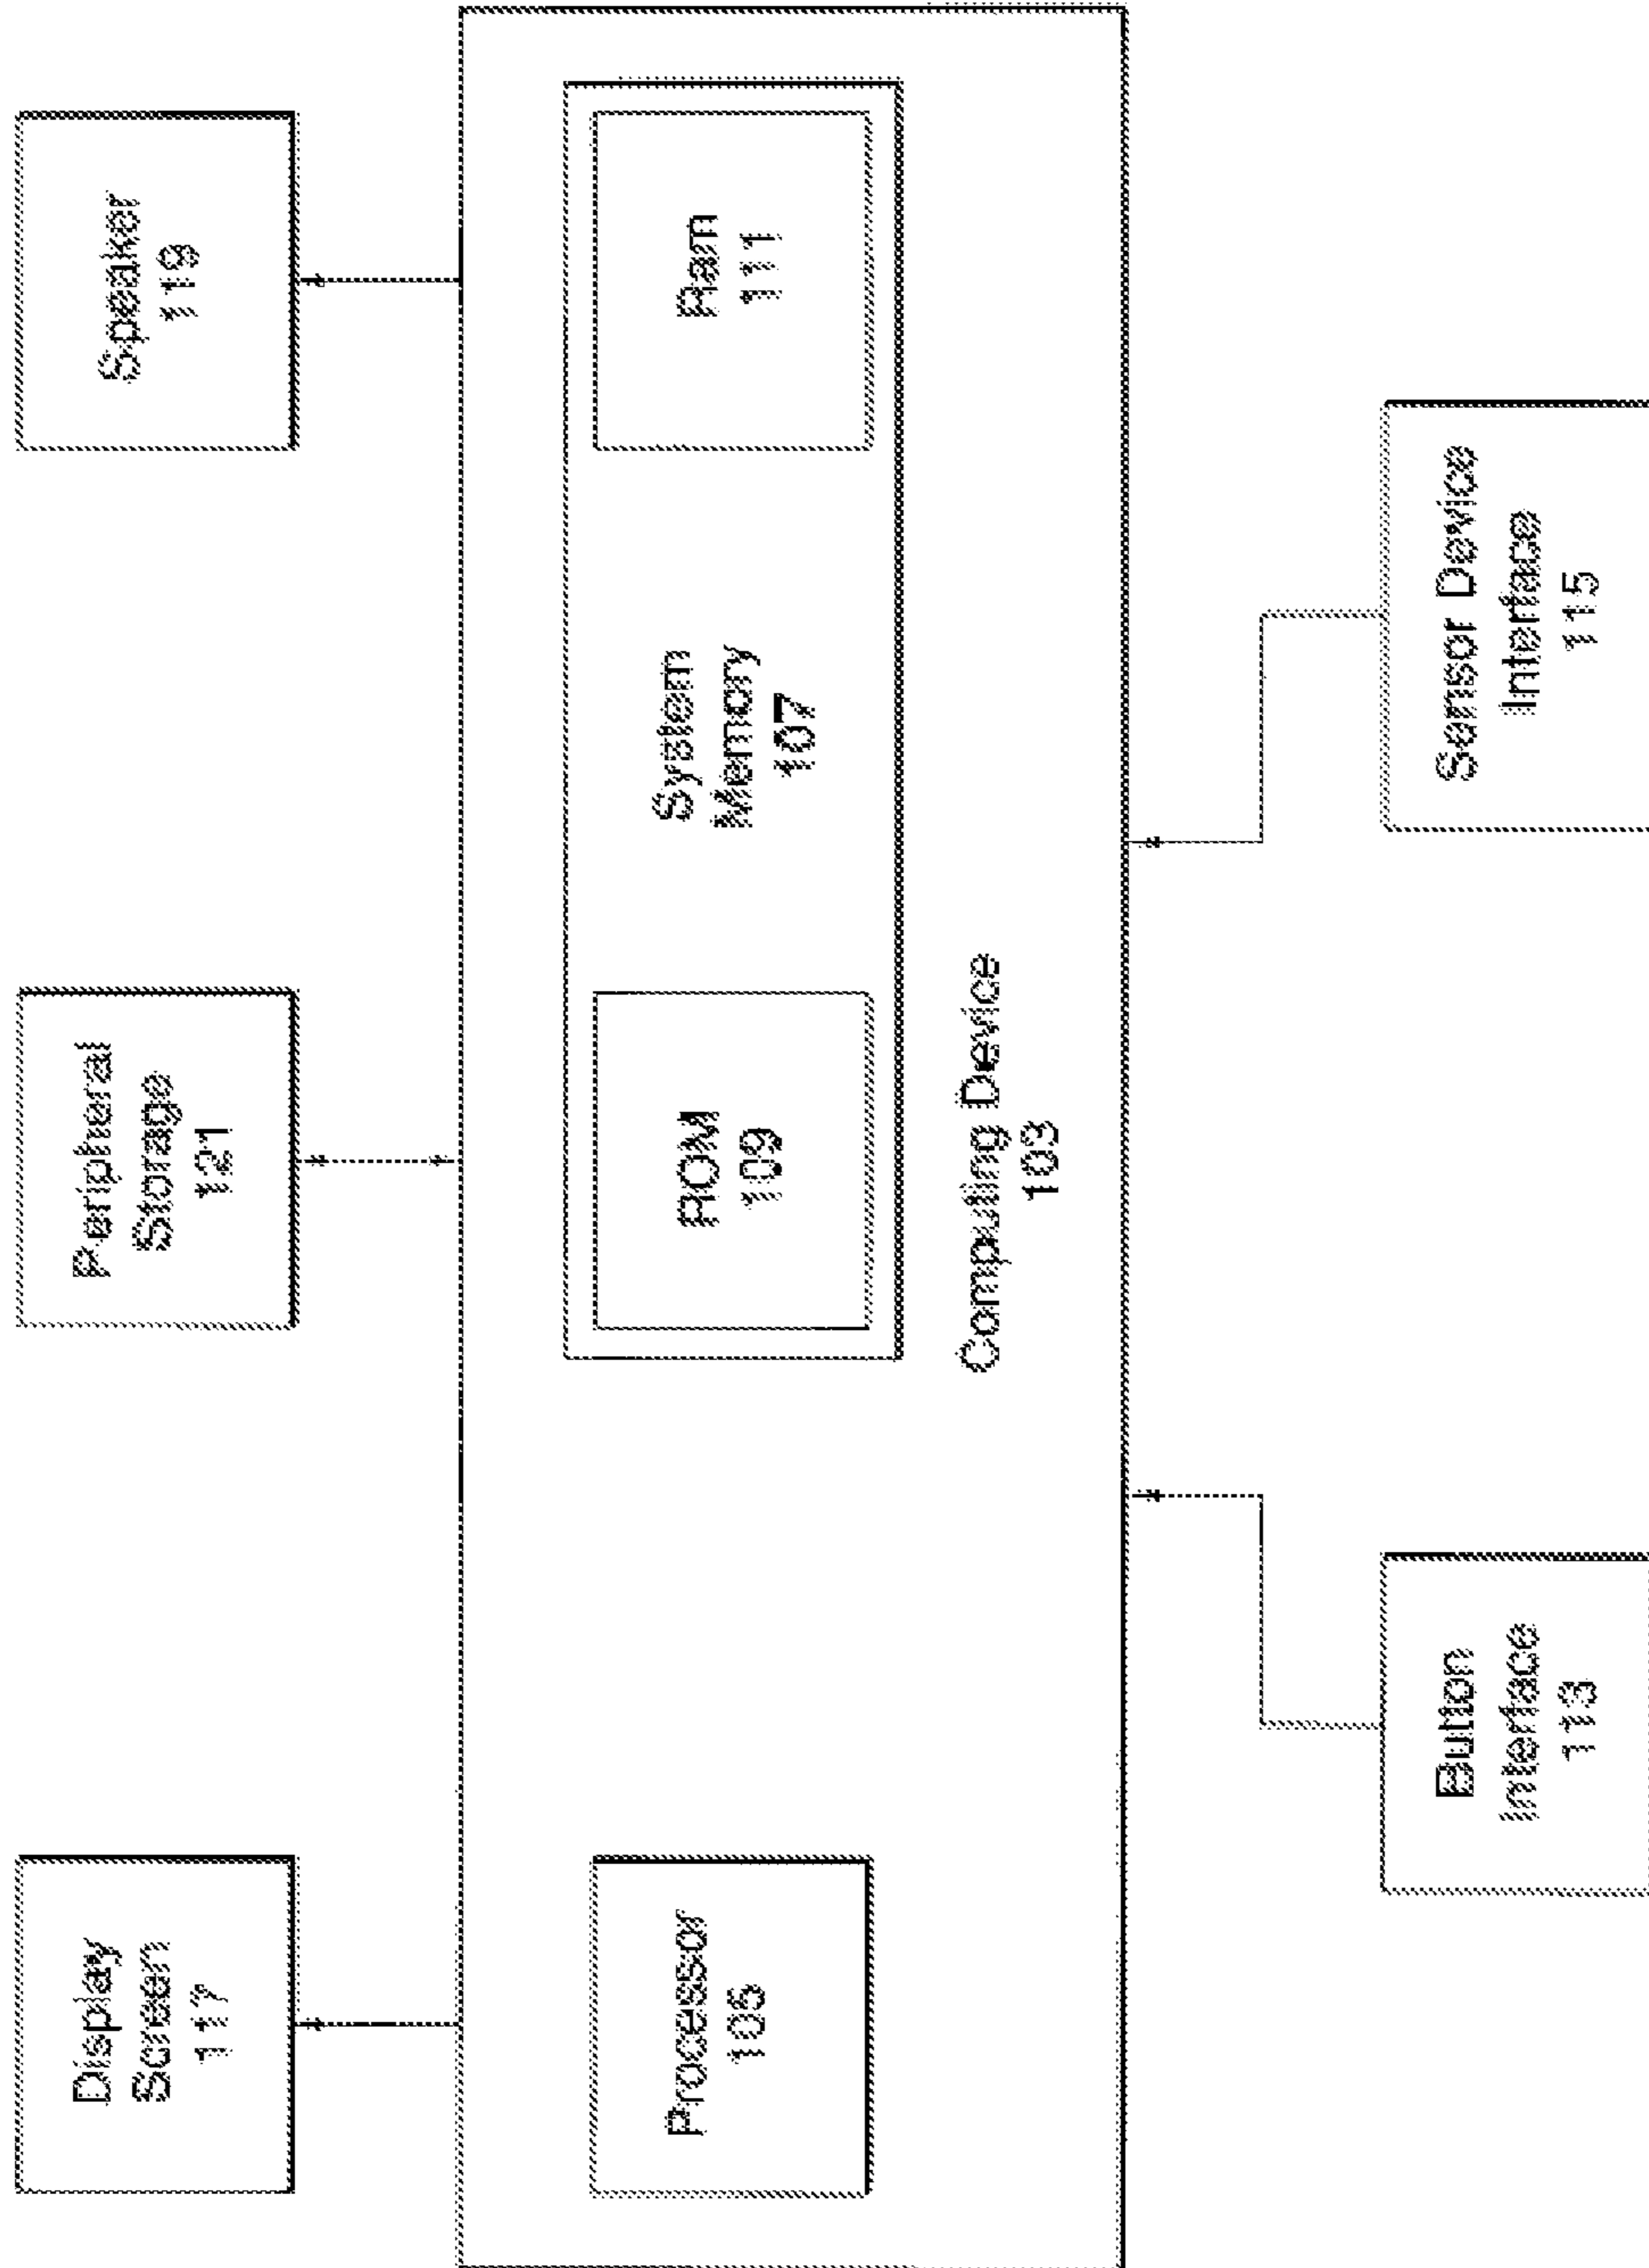 Display
Screen
117
Peripheral
Storage
121
Speaker
119
Processor
105
ROM
109
System
Memory
107
Ram
111
Computing Device
103
Button
Interface
113
Sensor Device
Interface
115